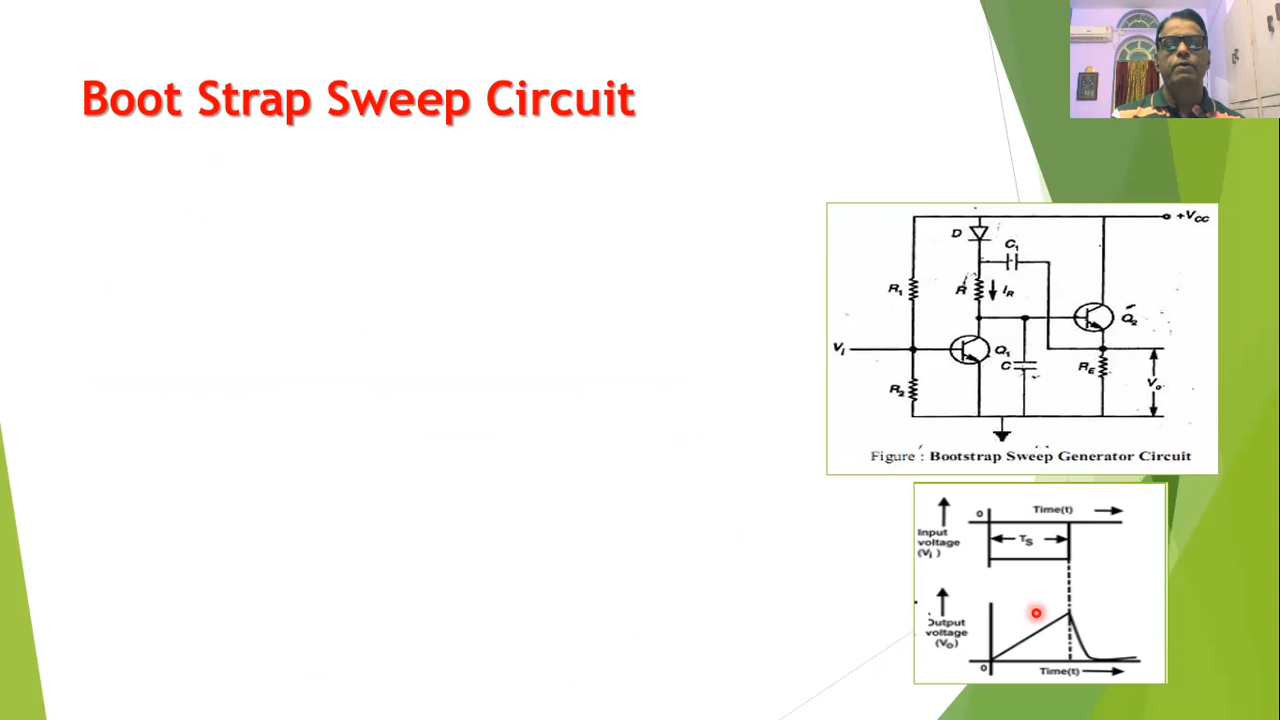 Boot Strap Sweep Circuit
+VCC
D
C1
R1
R
iR
Q2
Vi
Q1
C
RE
Vo
R2
Figure : Bootstrap Sweep Generator Circuit
0
Time(t)
Input
voltage
(Vi)
TS
Output
voltage
(Vo)
0
Time(t)